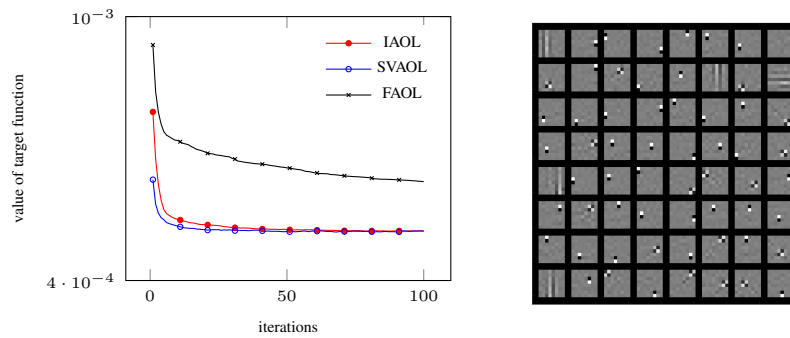 10⁻³
IAOL
SVAOL
FAOL
value of target function
4 · 10⁻⁴
0
50
100
iterations